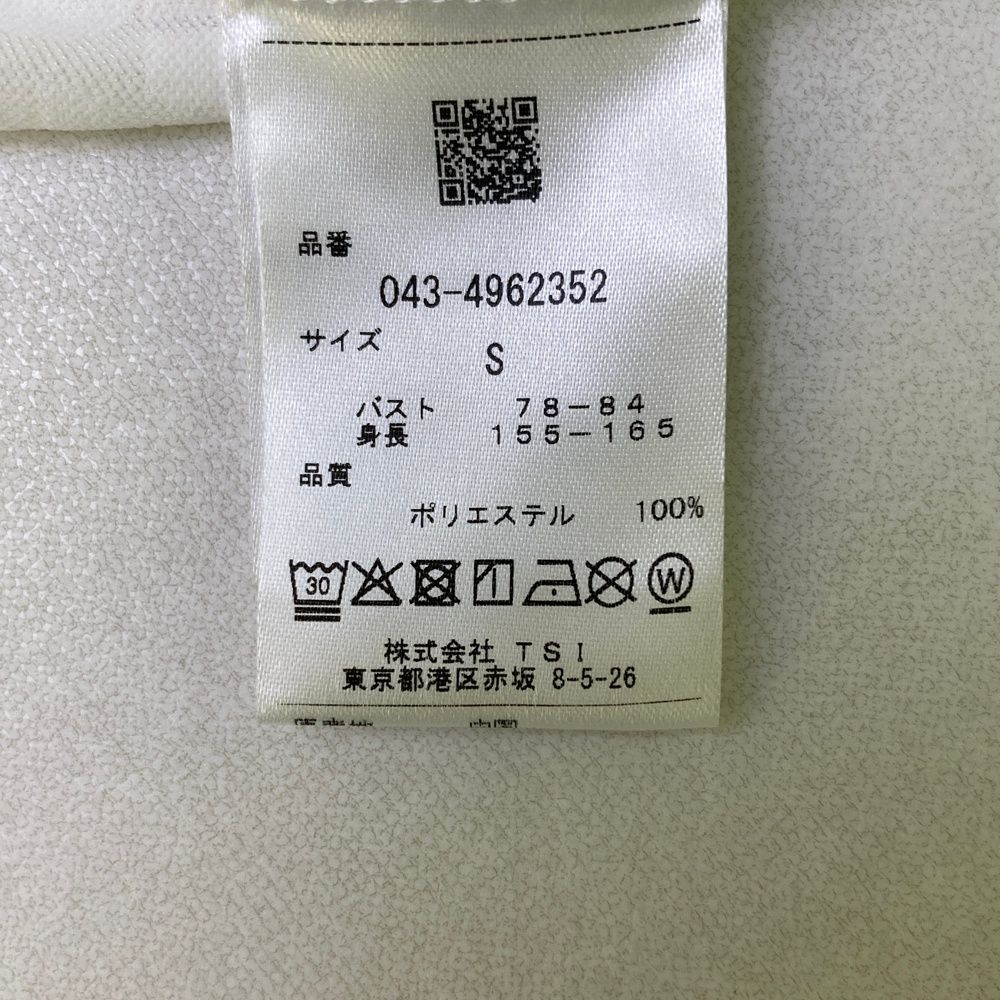 品番
043-4962352
サイズ
S
バスト 78-84
身長 155-165
品質
ポリエステル 100%
30 W
株式会社 TSI
東京都港区赤坂 8-5-26